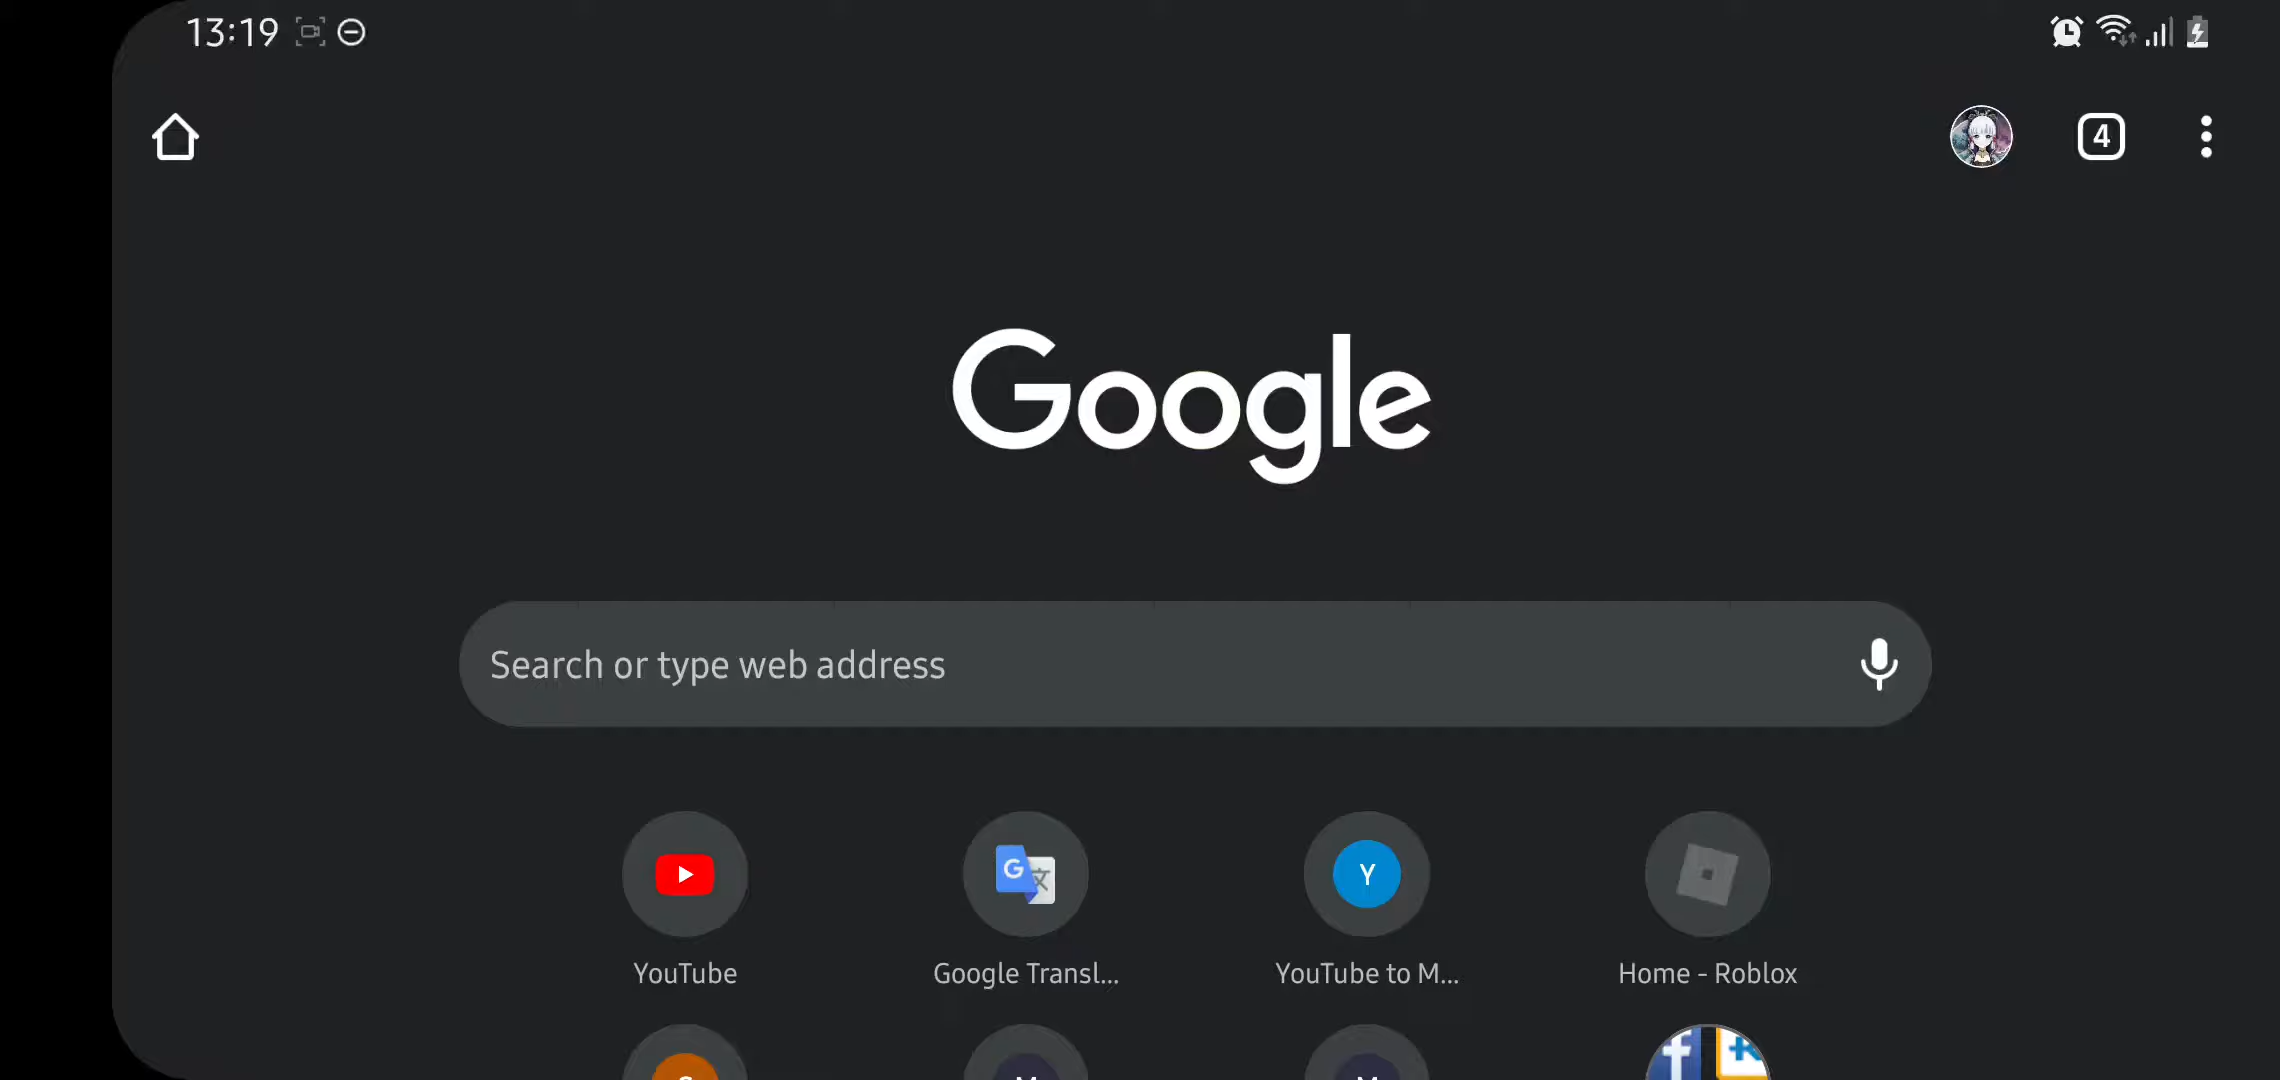 13:19
4
Google
Search or type web address
Y
YouTube
Google Transl...
YouTube to M...
Home - Roblox